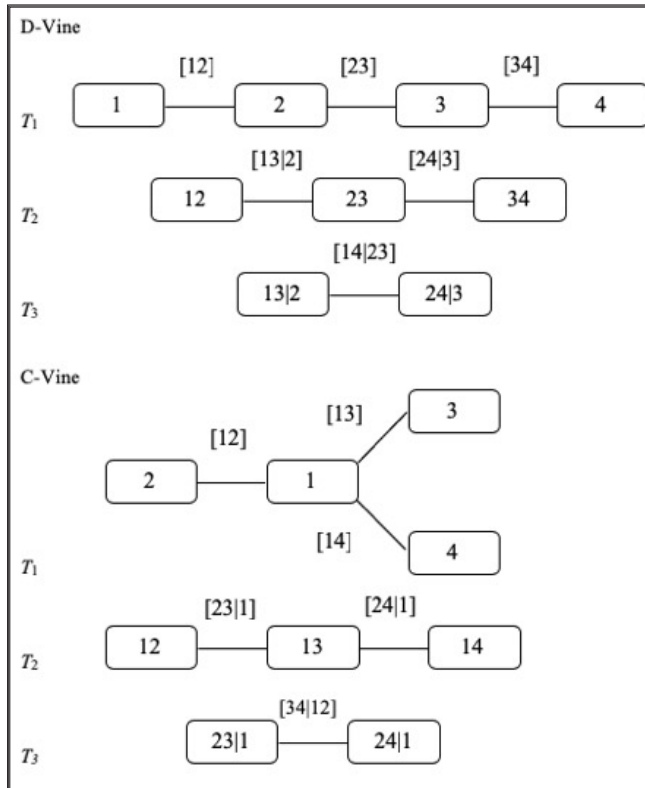 D-Vine
[12] [23] [34]
T1 1 2 3 4
[13|2] [24|3]
T2 12 23 34
[14|23]
T3 13|2 24|3
C-Vine
[13] 3
[12]
2 1
[14] 4
T1
[23|1] [24|1]
T2 12 13 14
[34|12]
T3 23|1 24|1